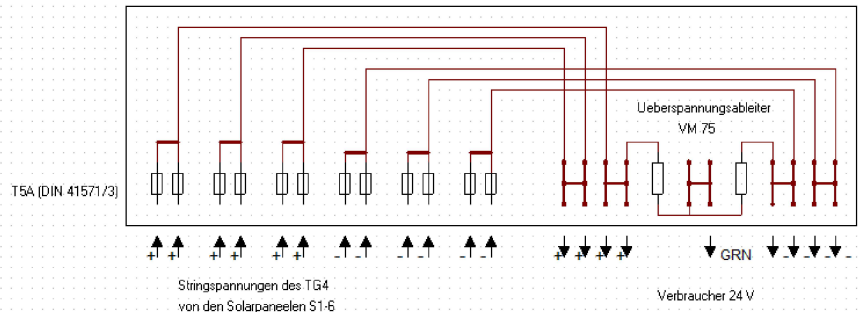 Ueberspannungsableiter
VM 75
T5A (DIN 41571/3)
+ + + + + + - - - - - - + + + + GRN - - - -
Stringspannungen des TG4
von den Solarpaneelen S1-6
Verbraucher 24 V